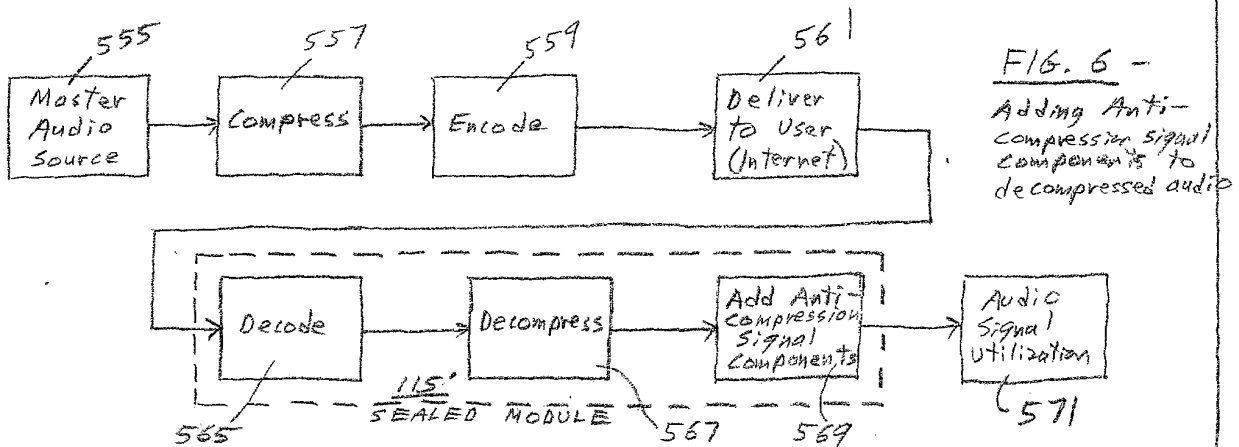 555
557
559
561
Master
Audio
Source
Compress
Encode
Deliver
to User
(Internet)
FIG. 6 -
Adding Anti-
compression signal
components to
decompressed audio
Decode
Decompress
Add Anti-
compression
Signal
Components
Audio
Signal
Utilization
115'
SEALED MODULE
565
567
569
571